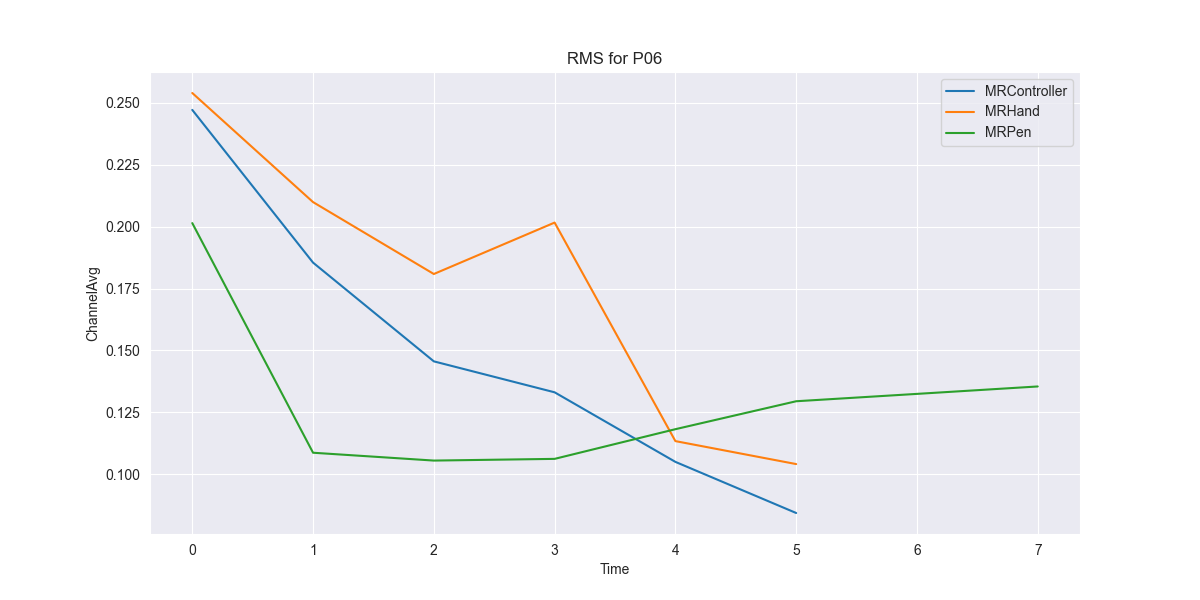 RMS for P06
MRController
MRHand
MRPen
0.250
0.225
0.200
0.175
0.150
0.125
0.100
ChannelAvg
0 1 2 3 4 5 6 7
Time